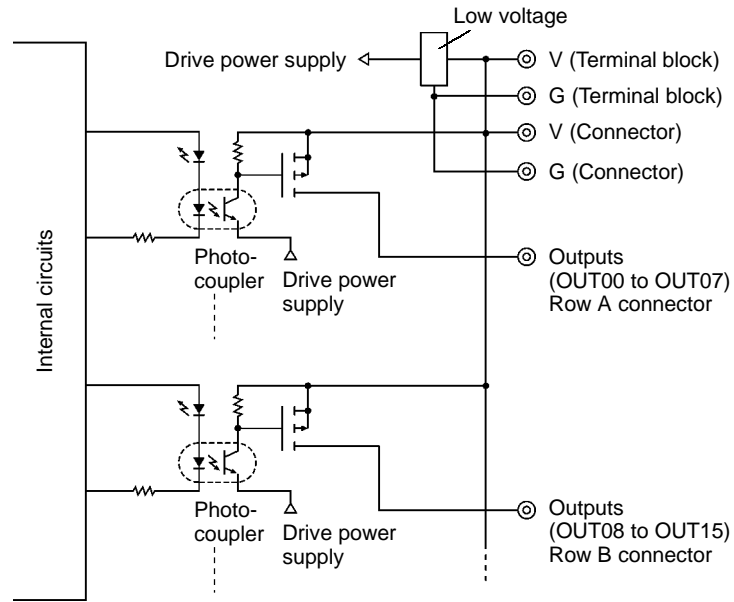 Low voltage
Drive power supply
V (Terminal block)
G (Terminal block)
V (Connector)
G (Connector)
Internal circuits
Photo-
coupler
Drive power
supply
Outputs
(OUT00 to OUT07)
Row A connector
Photo-
coupler
Drive power
supply
Outputs
(OUT08 to OUT15)
Row B connector